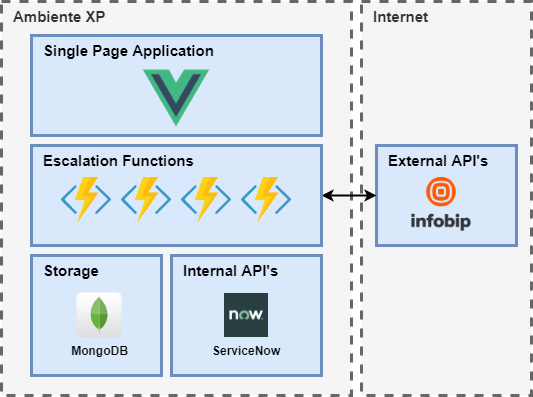 Ambiente XP
Internet
Single Page Application
Escalation Functions
External API's
infobip
Storage
Internal API's
now
MongoDB
ServiceNow